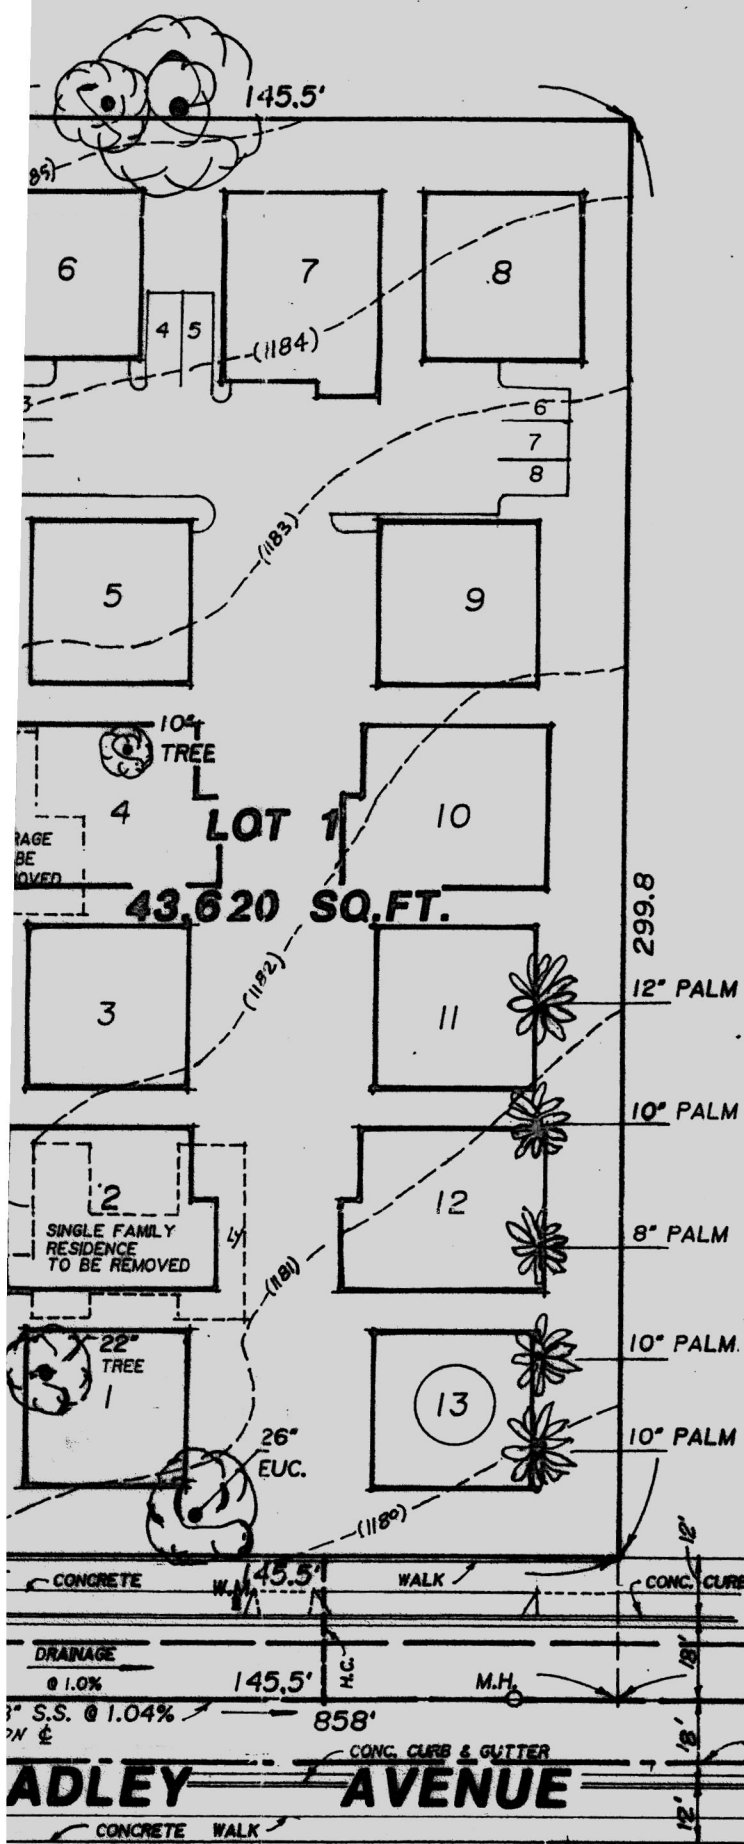 145.5'
85)
6
7
8
4
5
(1184)
6
7
8
(1183)
5
9
10"
TREE
4
LOT 1
10
BE
43,620 SQ.FT.
299.8
(1182)
12" PALM
3
11
10" PALM
2
12
SINGLE FAMILY
RESIDENCE
TO BE REMOVED
8" PALM
(1181)
22"
TREE
10" PALM.
1
13
26"
EUC.
10" PALM
(1180)
12'
CONCRETE
W.M.
145.5'
WALK
CONC. CURB
DRAINAGE
@ 1.0%
145.5'
H.C.
M.H.
18'
8" S.S. @ 1.04%
858'
18'
CONC. CURB & GUTTER
ADLEY AVENUE
CONCRETE WALK
12'